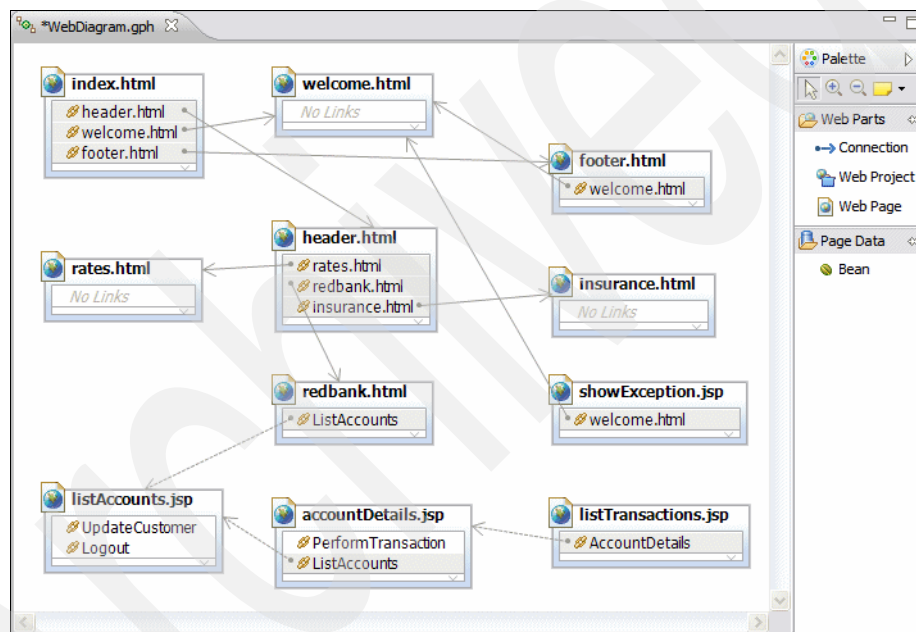 *WebDiagram.gph
index.html
header.html
welcome.html
footer.html
welcome.html
No Links
footer.html
welcome.html
header.html
rates.html
redbank.html
insurance.html
rates.html
No Links
insurance.html
No Links
redbank.html
ListAccounts
showException.jsp
welcome.html
listAccounts.jsp
UpdateCustomer
Logout
accountDetails.jsp
PerformTransaction
ListAccounts
listTransactions.jsp
AccountDetails
Palette
Web Parts
Connection
Web Project
Web Page
Page Data
Bean